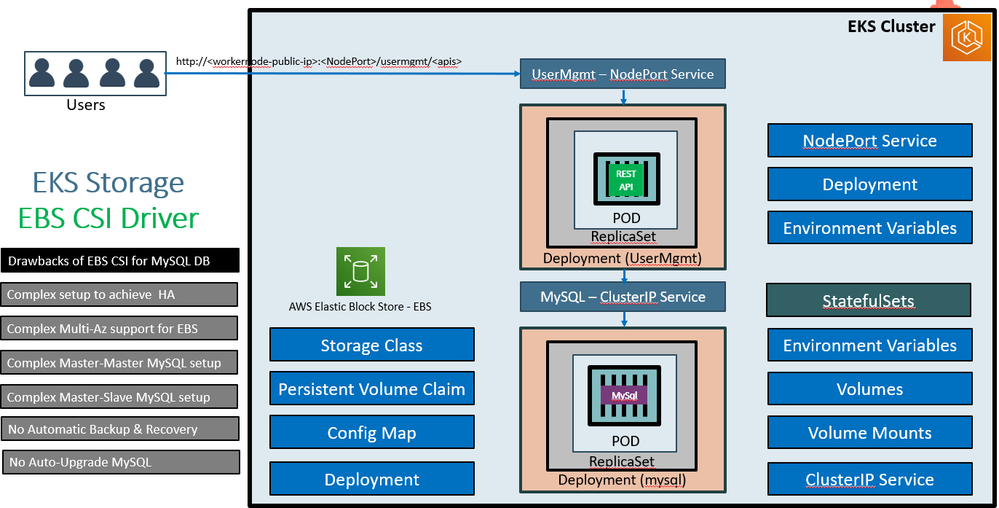 EKS Cluster
http://<workernode-public-ip>:<NodePort>/usermgmt/<apis>
Users
EKS Storage
EBS CSI Driver
Drawbacks of EBS CSI for MySQL DB
Complex setup to achieve HA
Complex Multi-Az support for EBS
Complex Master-Master MySQL setup
Complex Master-Slave MySQL setup
No Automatic Backup & Recovery
No Auto-Upgrade MySQL
AWS Elastic Block Store - EBS
Storage Class
Persistent Volume Claim
Config Map
Deployment
UserMgmt – NodePort Service
REST
API
POD
ReplicaSet
Deployment (UserMgmt)
MySQL – ClusterIP Service
MySql
POD
ReplicaSet
Deployment (mysql)
NodePort Service
Deployment
Environment Variables
StatefulSets
Environment Variables
Volumes
Volume Mounts
ClusterIP Service
K